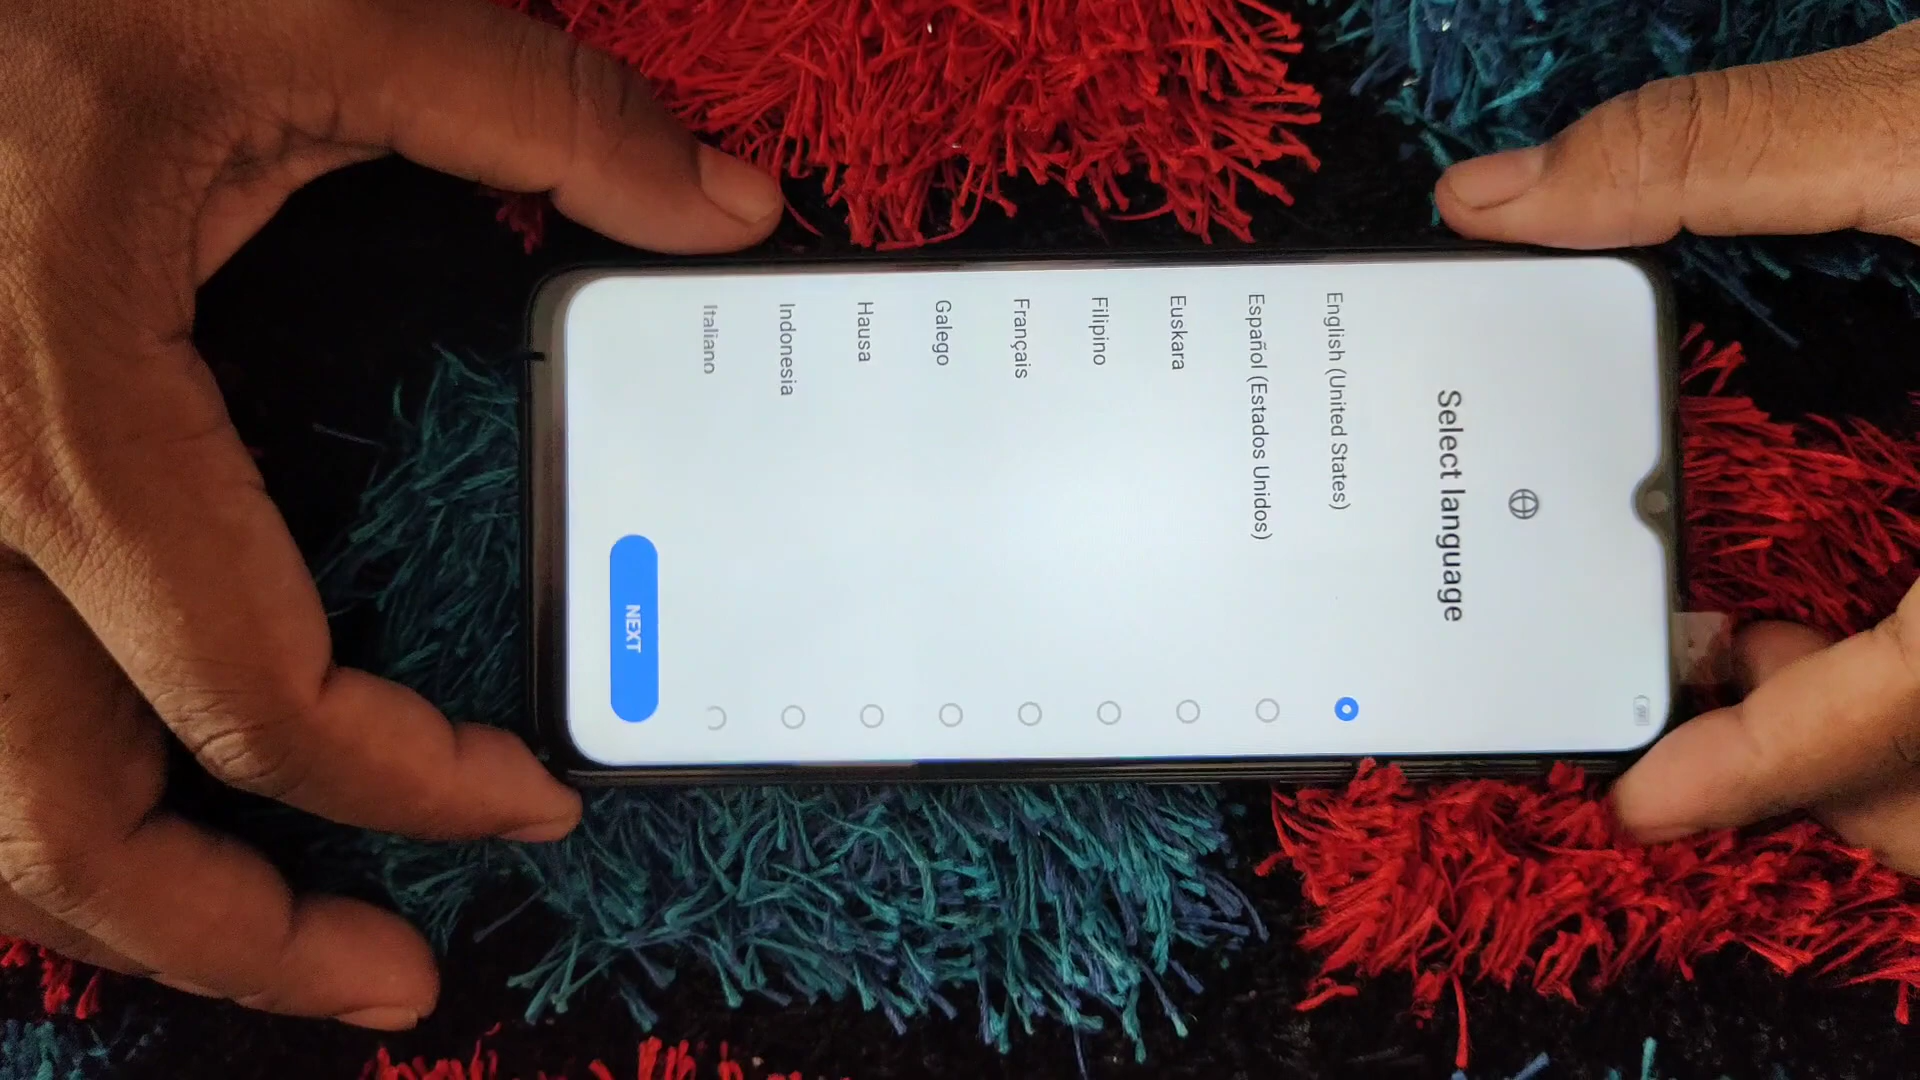 Select language
English (United States)
Español (Estados Unidos)
Euskara
Filipino
Français
Galego
Hausa
Indonesia
Italiano
NEXT